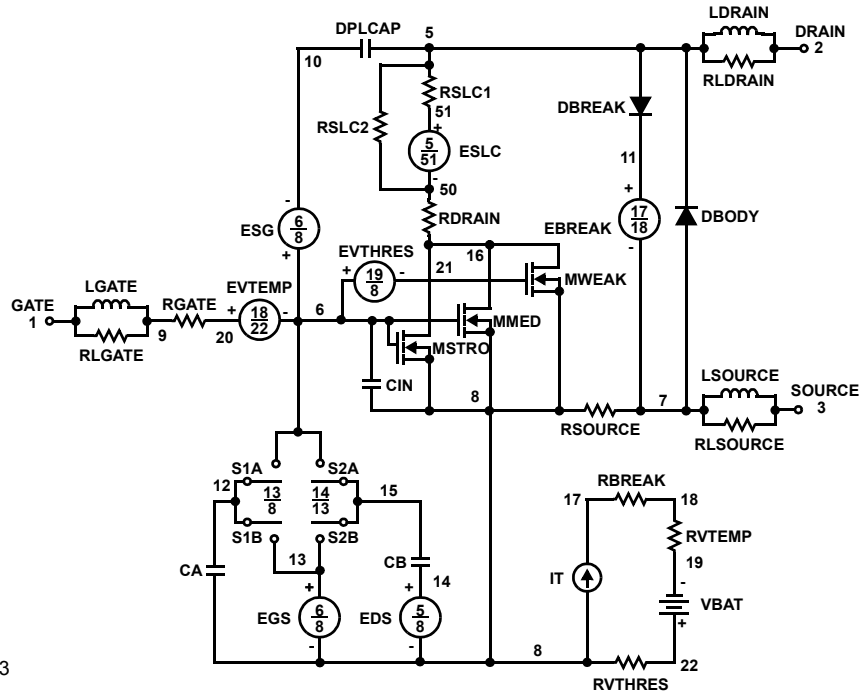 LDRAIN
DPLCAP 5 DRAIN
10 2
RLDRAIN
RSLC1
DBREAK
51
RSLC2 +
5
51 ESLC 11
-
50
- +
6
8 RDRAIN 17
18 DBODY
ESG EBREAK
+ EVTHRES 16 -
+ 19
8 - 21 MWEAK
LGATE EVTEMP
GATE RGATE + 18
22 - 6 MMED
1 9 20
RLGATE MSTRO
LSOURCE
CIN 8 7 SOURCE
3
RSOURCE
RLSOURCE
S1A S2A
12 13
8 14
13 15 RBREAK
17 18
S1B S2B RVTEMP
13 CB 19
CA 14 IT -
+ + VBAT
6
8 5
8 +
EGS EDS
- - 8 22
RVTHRES
3